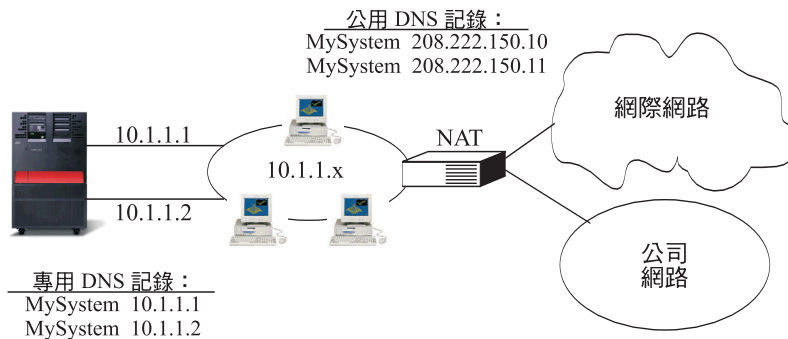 公用 DNS 記錄：
MySystem 208.222.150.10
MySystem 208.222.150.11
網際網路
NAT
10.1.1.1
10.1.1.x
10.1.1.2
公司
網路
專用 DNS 記錄：
MySystem 10.1.1.1
MySystem 10.1.1.2